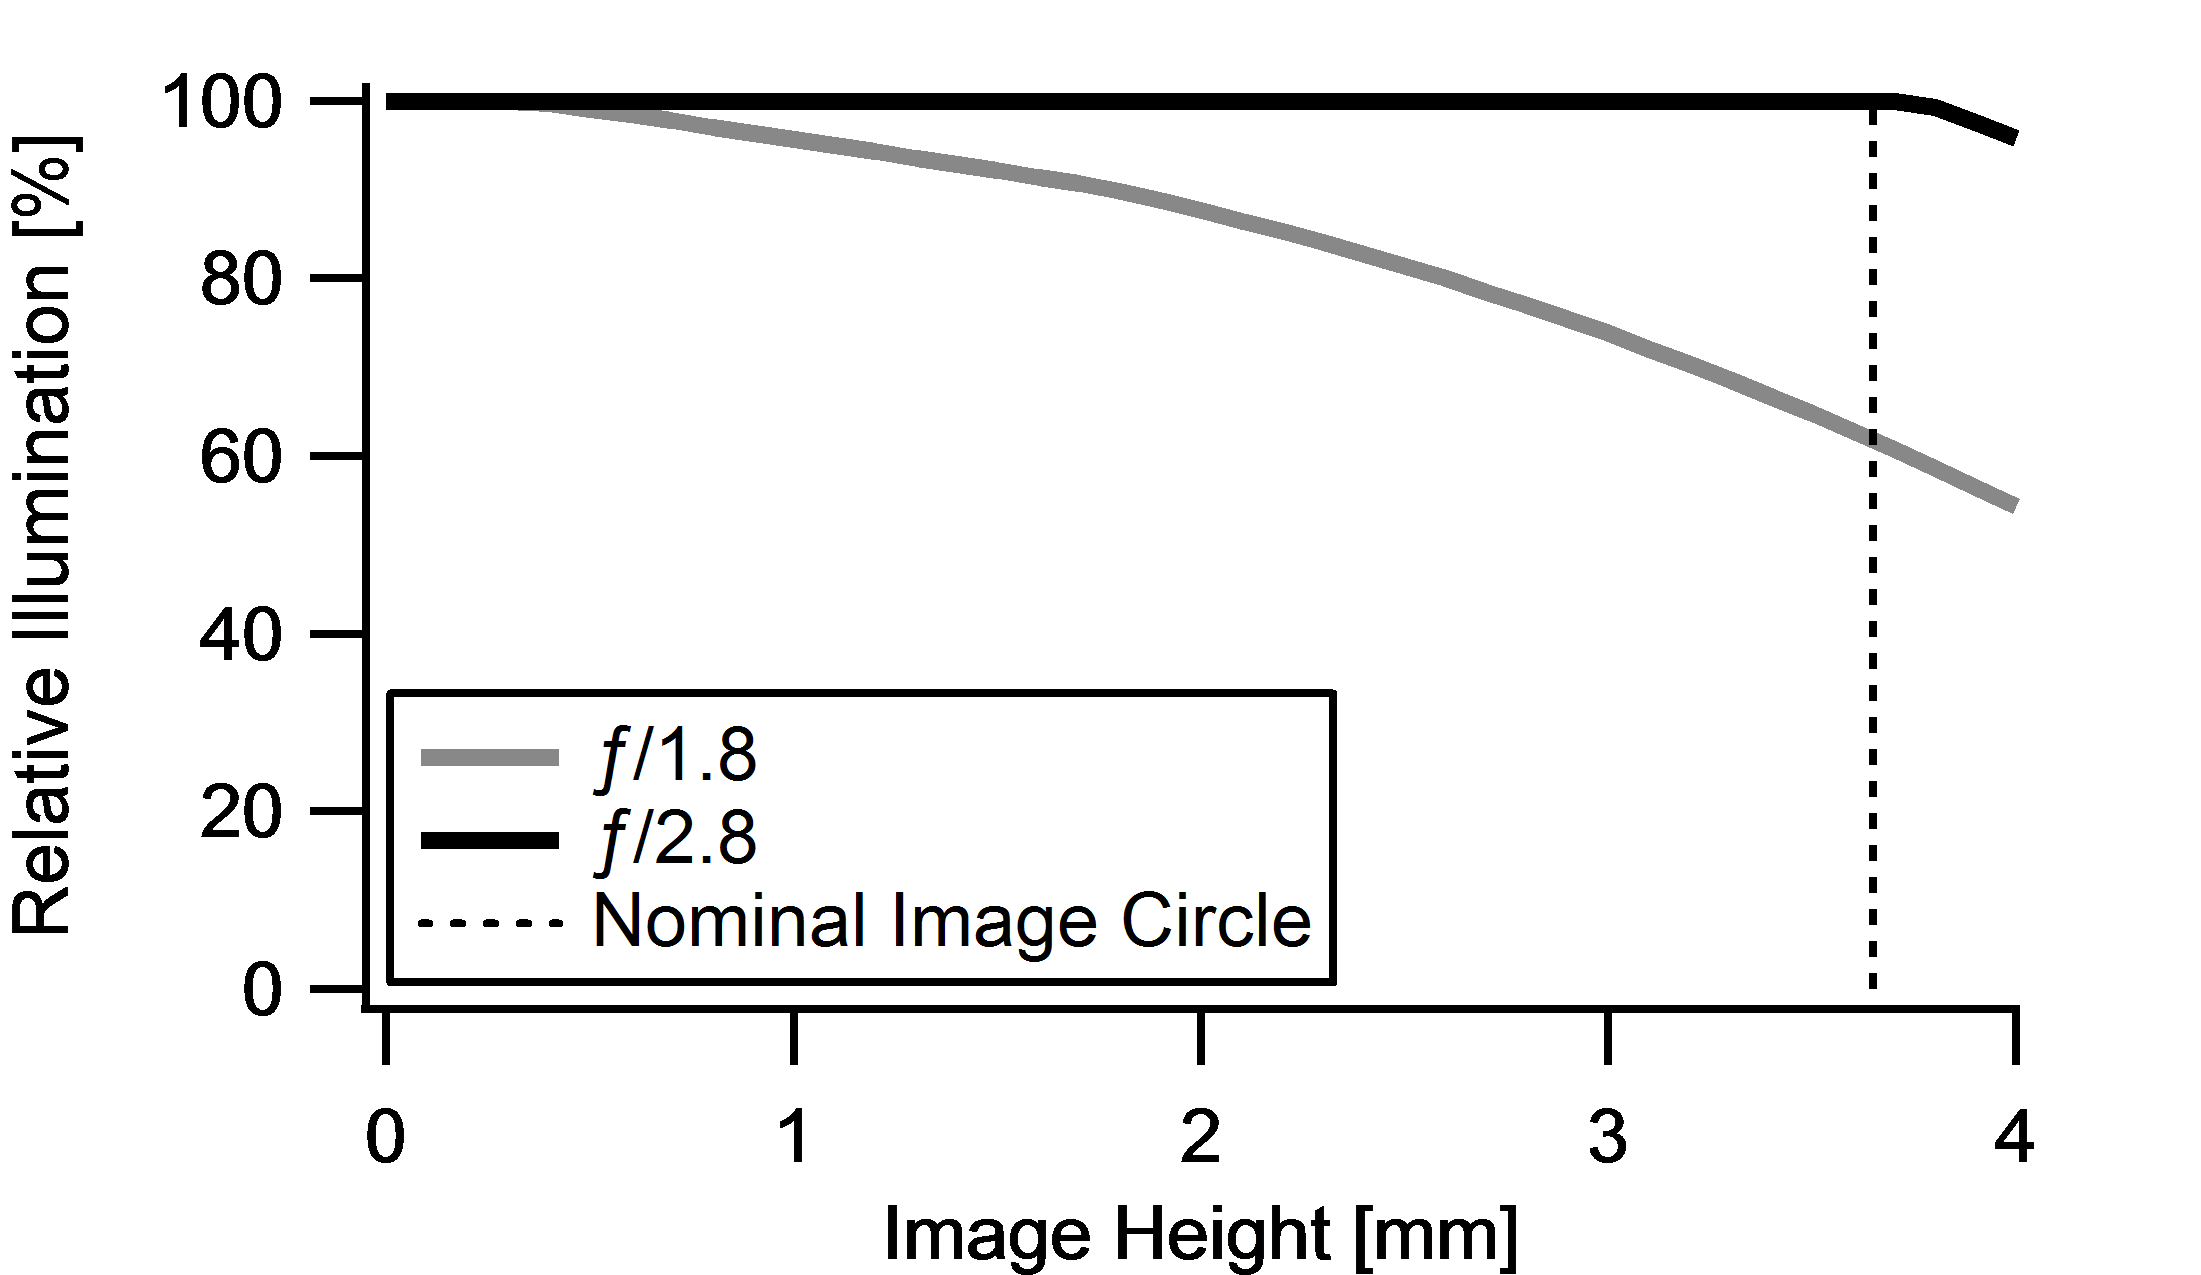 Relative Illumination [%]
100
80
60
40
20
0
ƒ/1.8
ƒ/2.8
Nominal Image Circle
0 1 2 3 4
Image Height [mm]